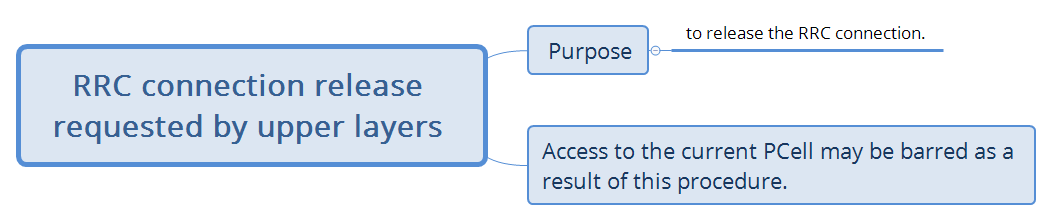 RRC connection release
requested by upper layers
Purpose
to release the RRC connection.
Access to the current PCell may be barred as a
result of this procedure.